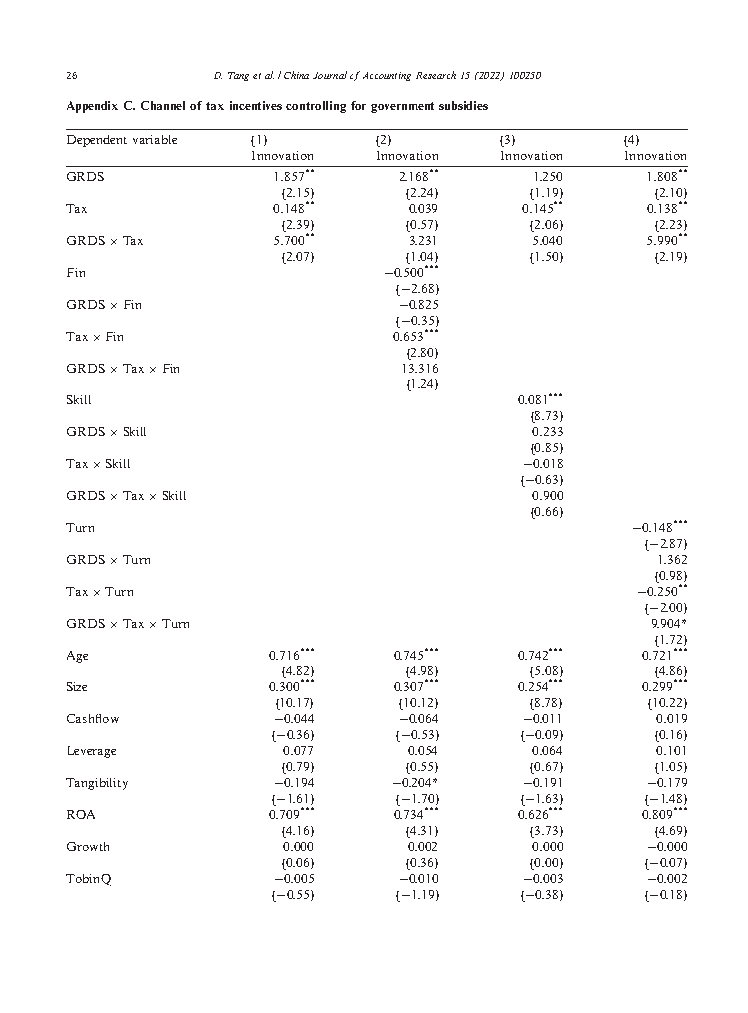 26 D. Tang et al. / China Journal of Accounting Research 15 (2022) 100250
Appendix C. Channel of tax incentives controlling for government subsidies
Dependent variable (1) (2) (3) (4)
Innovation Innovation Innovation Innovation
GRDS 1.857** 2.168** 1.250 1.808**
(2.15) (2.24) (1.19) (2.10)
Tax 0.148** 0.039 0.145** 0.138**
(2.39) (0.57) (2.06) (2.23)
GRDS × Tax 5.700** 3.231 5.040 5.990**
(2.07) (1.04) (1.50) (2.19)
Fin −0.500***
(−2.68)
GRDS × Fin −0.825
(−0.35)
Tax × Fin 0.653***
(2.80)
GRDS × Tax × Fin 13.316
(1.24)
Skill 0.081***
(8.73)
GRDS × Skill 0.233
(0.85)
Tax × Skill −0.018
(−0.63)
GRDS × Tax × Skill 0.900
(0.66)
Turn −0.148***
(−2.87)
GRDS × Turn 1.362
(0.98)
Tax × Turn −0.250**
(−2.00)
GRDS × Tax × Turn 9.904*
(1.72)
Age 0.716*** 0.745*** 0.742*** 0.721***
(4.82) (4.98) (5.08) (4.86)
Size 0.300*** 0.307*** 0.254*** 0.299***
(10.17) (10.12) (8.78) (10.22)
Cashflow −0.044 −0.064 −0.011 0.019
(−0.36) (−0.53) (−0.09) (0.16)
Leverage 0.077 0.054 0.064 0.101
(0.79) (0.55) (0.67) (1.05)
Tangibility −0.194 −0.204* −0.191 −0.179
(−1.61) (−1.70) (−1.63) (−1.48)
ROA 0.709*** 0.734*** 0.626*** 0.809***
(4.16) (4.31) (3.73) (4.69)
Growth 0.000 0.002 0.000 −0.000
(0.06) (0.36) (0.00) (−0.07)
TobinQ −0.005 −0.010 −0.003 −0.002
(−0.55) (−1.19) (−0.38) (−0.18)